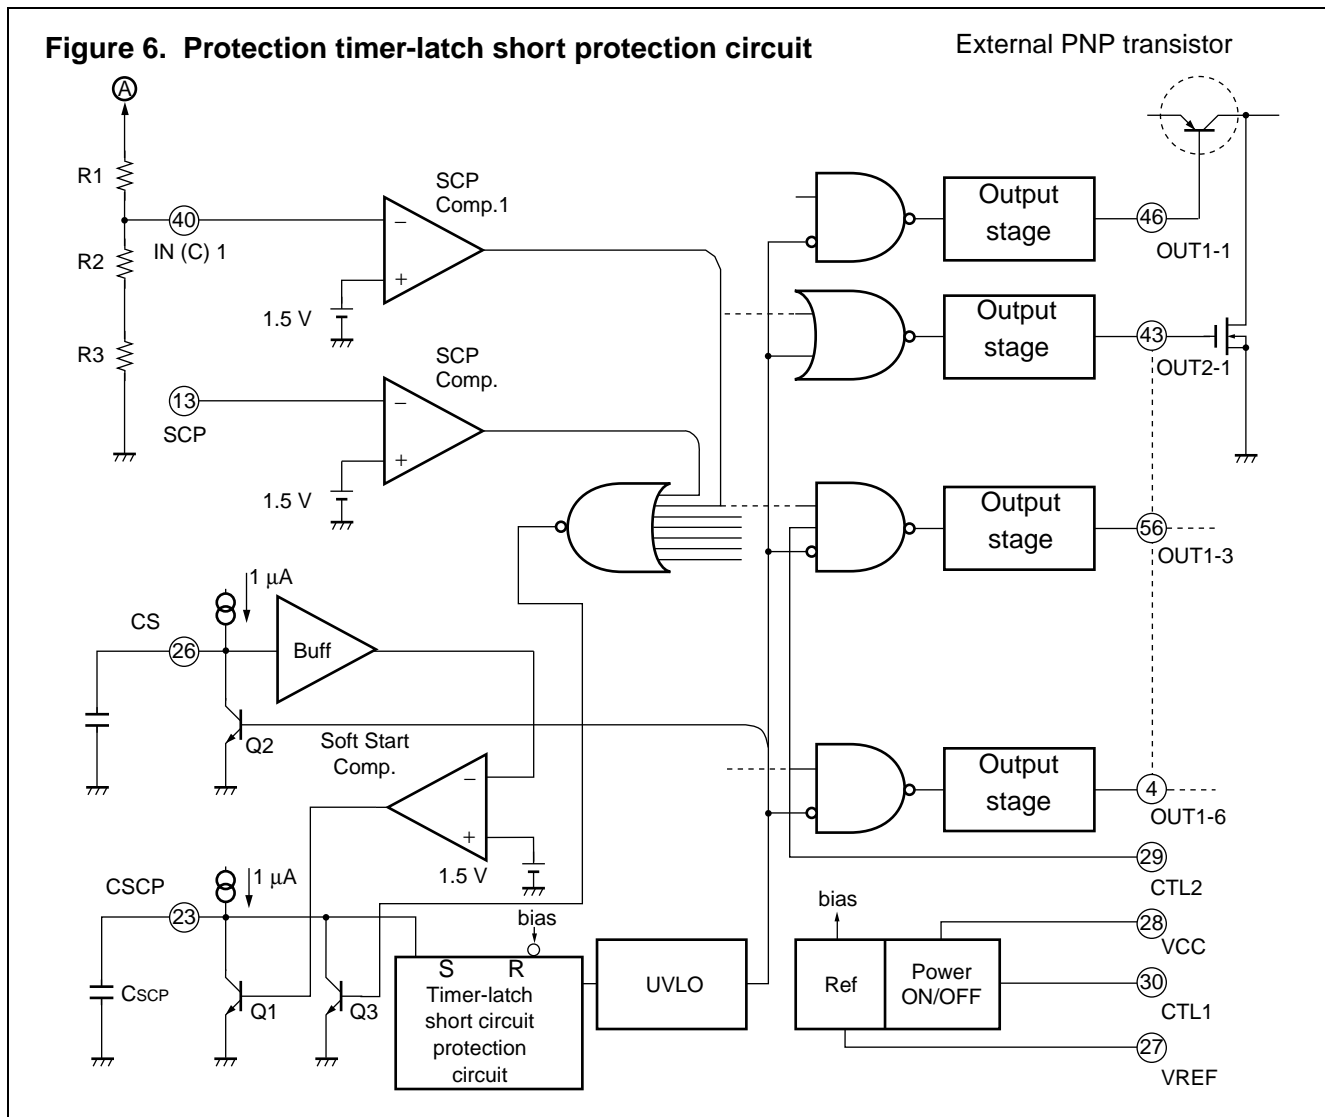 Figure 6. Protection timer-latch short protection circuit
External PNP transistor
A
R1
40
IN (C) 1
R2
R3
SCP
Comp.1
−
+
1.5 V
Output
stage
46
OUT1-1
Output
stage
43
OUT2-1
13
SCP
SCP
Comp.
−
+
1.5 V
Output
stage
56
OUT1-3
1 μA
CS
26
Buff
Q2
Soft Start
Comp.
−
+
1.5 V
Output
stage
4
OUT1-6
29
CTL2
CSCP
1 μA
23
CSCP
Q1
Q3
bias
S R
Timer-latch
short circuit
protection
circuit
UVLO
bias
Ref
Power
ON/OFF
28
VCC
30
CTL1
27
VREF